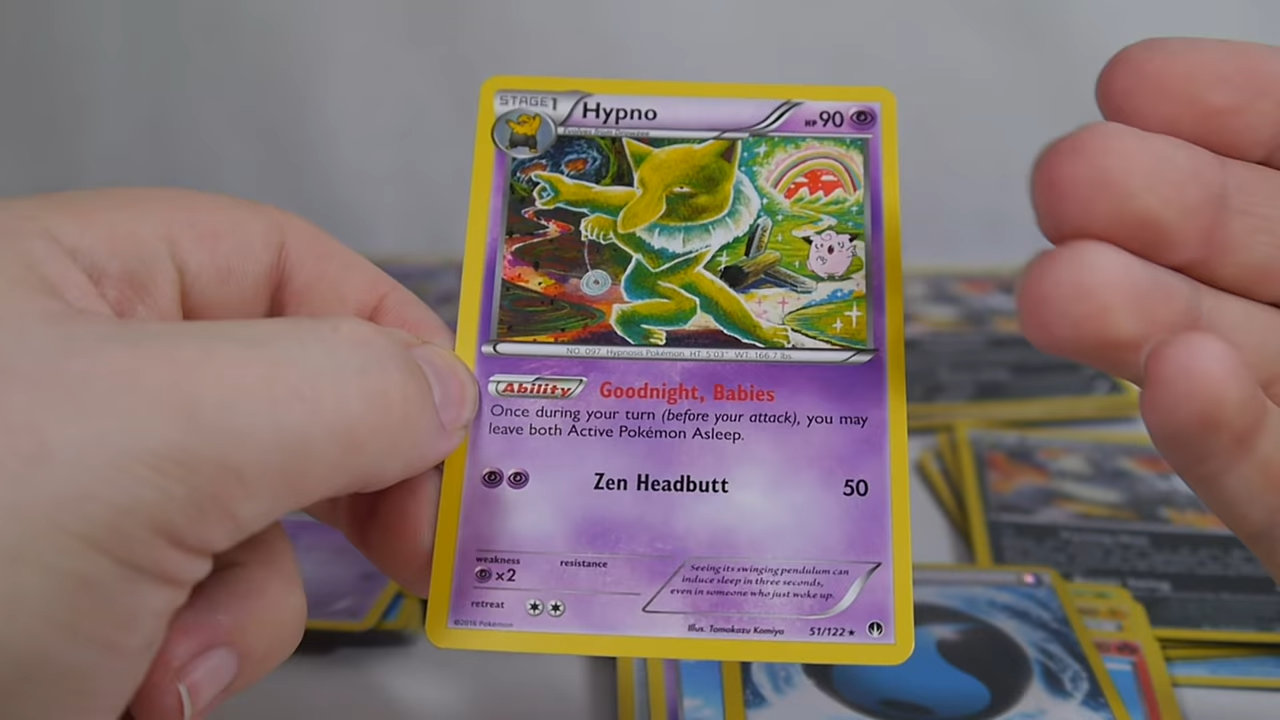 STAGE1 Hypno HP 90
Evolves from Drowzee
NO. 097 Hypnosis Pokémon. HT: 5'03" WT: 166.7 lbs.
Ability Goodnight, Babies
Once during your turn (before your attack), you may
leave both Active Pokémon Asleep.
Zen Headbutt 50
weakness resistance
×2
retreat
Seeing its swinging pendulum can
induce sleep in three seconds,
even in someone who just woke up.
©2016 Pokémon Illus. Tomokazu Komiya 51/122